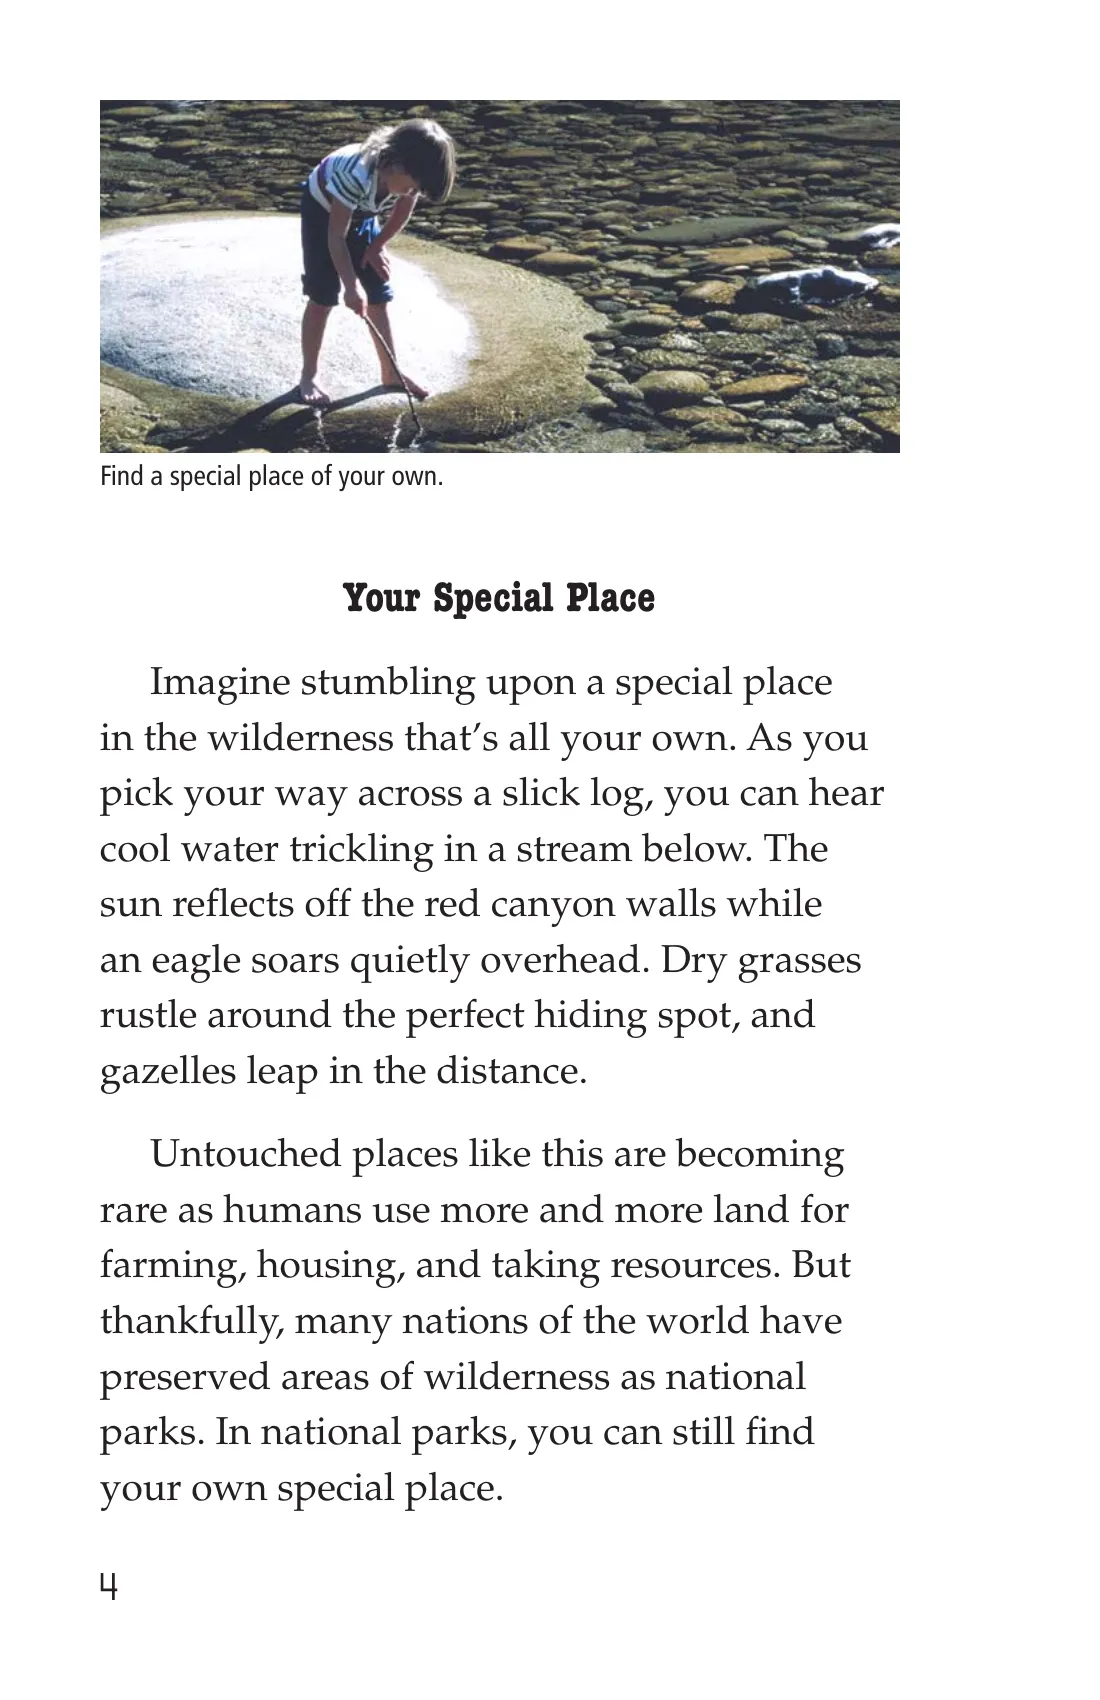 Find a special place of your own.
Your Special Place
Imagine stumbling upon a special place
in the wilderness that’s all your own. As you
pick your way across a slick log, you can hear
cool water trickling in a stream below. The
sun reflects off the red canyon walls while
an eagle soars quietly overhead. Dry grasses
rustle around the perfect hiding spot, and
gazelles leap in the distance.
Untouched places like this are becoming
rare as humans use more and more land for
farming, housing, and taking resources. But
thankfully, many nations of the world have
preserved areas of wilderness as national
parks. In national parks, you can still find
your own special place.
4